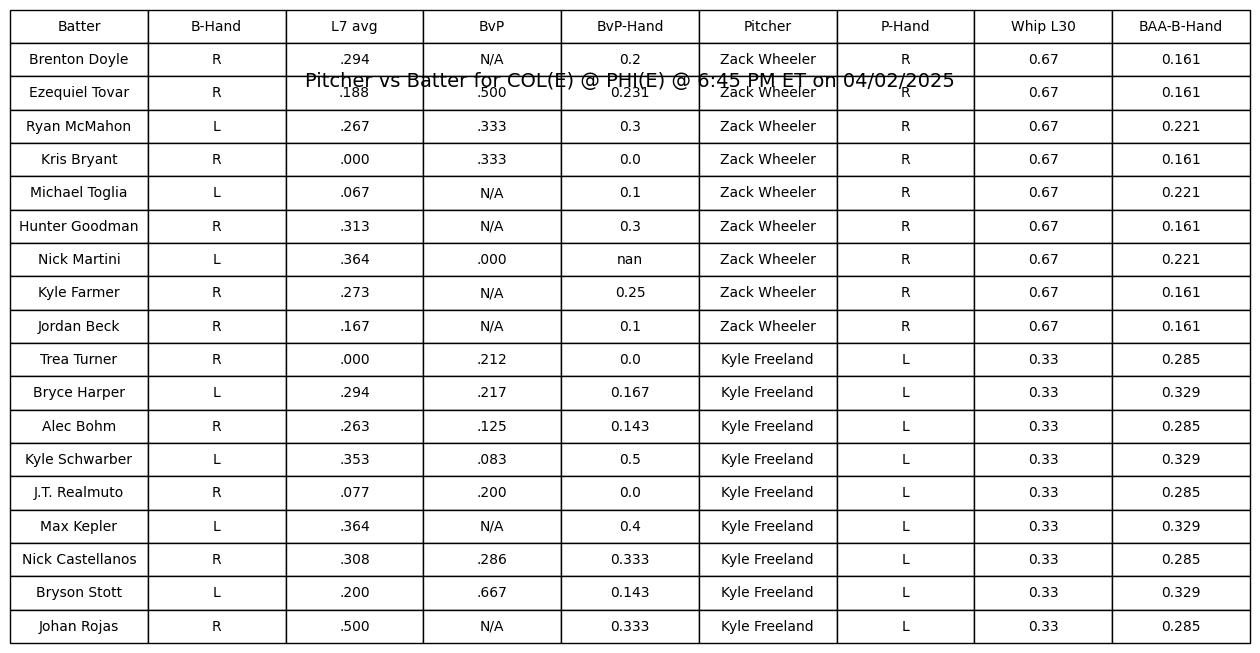 Batter B-Hand L7 avg BvP BvP-Hand Pitcher P-Hand Whip L30 BAA-B-Hand
Brenton Doyle R .294 N/A 0.2 Zack Wheeler R 0.67 0.161
Pitcher vs Batter for COL(E) @ PHI(E) @ 6:45 PM ET on 04/02/2025
Ezequiel Tovar R .188 .500 0.231 Zack Wheeler R 0.67 0.161
Ryan McMahon L .267 .333 0.3 Zack Wheeler R 0.67 0.221
Kris Bryant R .000 .333 0.0 Zack Wheeler R 0.67 0.161
Michael Toglia L .067 N/A 0.1 Zack Wheeler R 0.67 0.221
Hunter Goodman R .313 N/A 0.3 Zack Wheeler R 0.67 0.161
Nick Martini L .364 .000 nan Zack Wheeler R 0.67 0.221
Kyle Farmer R .273 N/A 0.25 Zack Wheeler R 0.67 0.161
Jordan Beck R .167 N/A 0.1 Zack Wheeler R 0.67 0.161
Trea Turner R .000 .212 0.0 Kyle Freeland L 0.33 0.285
Bryce Harper L .294 .217 0.167 Kyle Freeland L 0.33 0.329
Alec Bohm R .263 .125 0.143 Kyle Freeland L 0.33 0.285
Kyle Schwarber L .353 .083 0.5 Kyle Freeland L 0.33 0.329
J.T. Realmuto R .077 .200 0.0 Kyle Freeland L 0.33 0.285
Max Kepler L .364 N/A 0.4 Kyle Freeland L 0.33 0.329
Nick Castellanos R .308 .286 0.333 Kyle Freeland L 0.33 0.285
Bryson Stott L .200 .667 0.143 Kyle Freeland L 0.33 0.329
Johan Rojas R .500 N/A 0.333 Kyle Freeland L 0.33 0.285